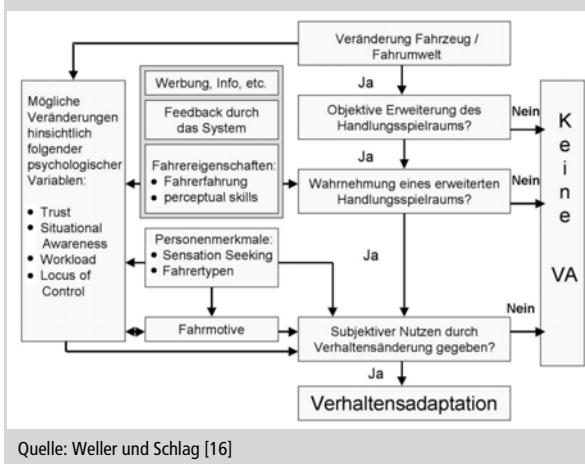 Veränderung Fahrzeug /
Fahrumwelt
Ja
Werbung, Info, etc.
Feedback durch
das System
Fahrereigenschaften:
• Fahrerfahrung
• perceptual skills
Mögliche
Veränderungen
hinsichtlich
folgender
psychologischer
Variablen:
• Trust
• Situational
Awareness
• Workload
• Locus of
Control
Objektive Erweiterung des
Handlungsspielraums?
Nein
Ja
Wahrnehmung eines erweiterten
Handlungsspielraums?
Nein
Ja
Personenmerkmale:
• Sensation Seeking
• Fahrertypen
Fahrmotive
Subjektiver Nutzen durch
Verhaltensänderung gegeben?
Nein
Ja
Verhaltensadaptation
K
e
i
n
e
VA
Quelle: Weller und Schlag [16]